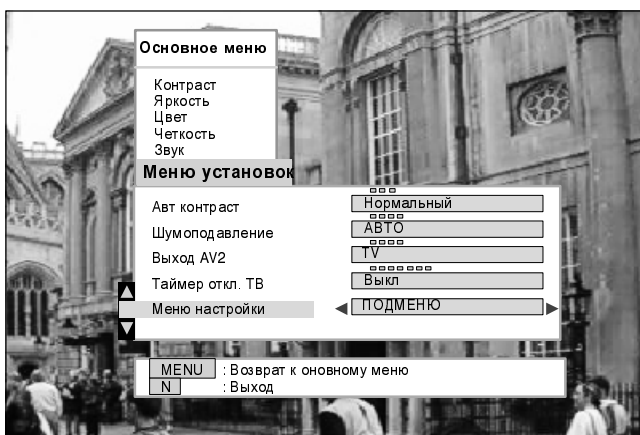 Основное меню
Контраст
Яркость
Цвет
Четкость
Звук
Меню установок
Авт контраст Нормальный
Шумоподавление АВТО
Выход AV2 TV
Таймер откл. ТВ Выкл
Меню настройки ПОДМЕНЮ
MENU : Возврат к оновному меню
N : Выход